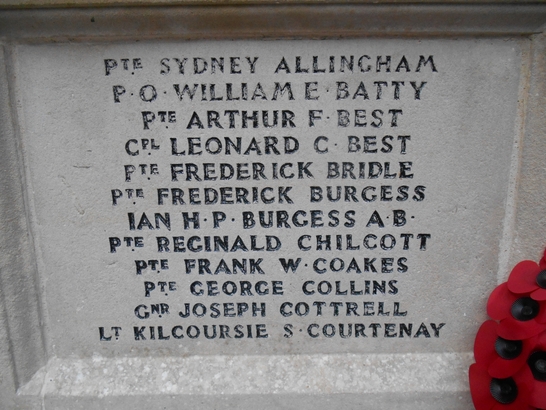 PTE SYDNEY ALLINGHAM
P·O·WILLIAM E·BATTY
PTE ARTHUR F·BEST
CPL LEONARD C·BEST
PTE FREDERICK BRIDLE
PTE FREDERICK BURGESS
IAN H·P·BURGESS A·B·
PTE REGINALD CHILCOTT
PTE FRANK W·COAKES
PTE GEORGE COLLINS
GNR JOSEPH COTTRELL
LT KILCOURSIE S·COURTENAY